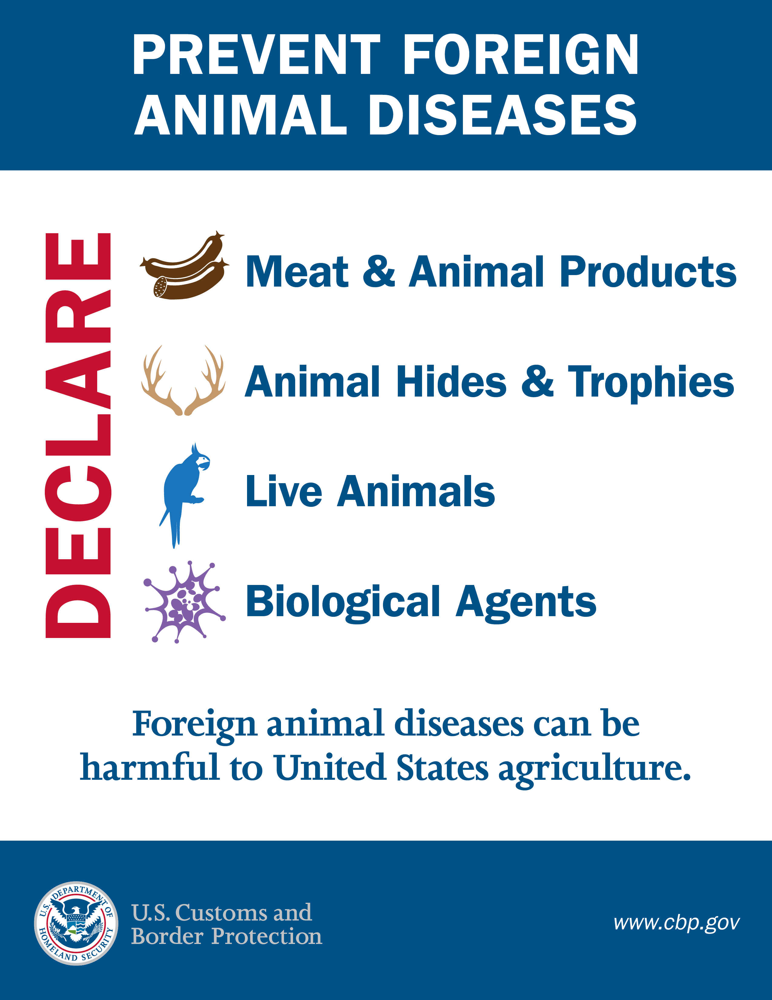 PREVENT FOREIGN
ANIMAL DISEASES
DECLARE
Meat & Animal Products
Animal Hides & Trophies
Live Animals
Biological Agents
Foreign animal diseases can be
harmful to United States agriculture.
U.S. DEPARTMENT OF
HOMELAND SECURITY
U.S. Customs and
Border Protection
www.cbp.gov